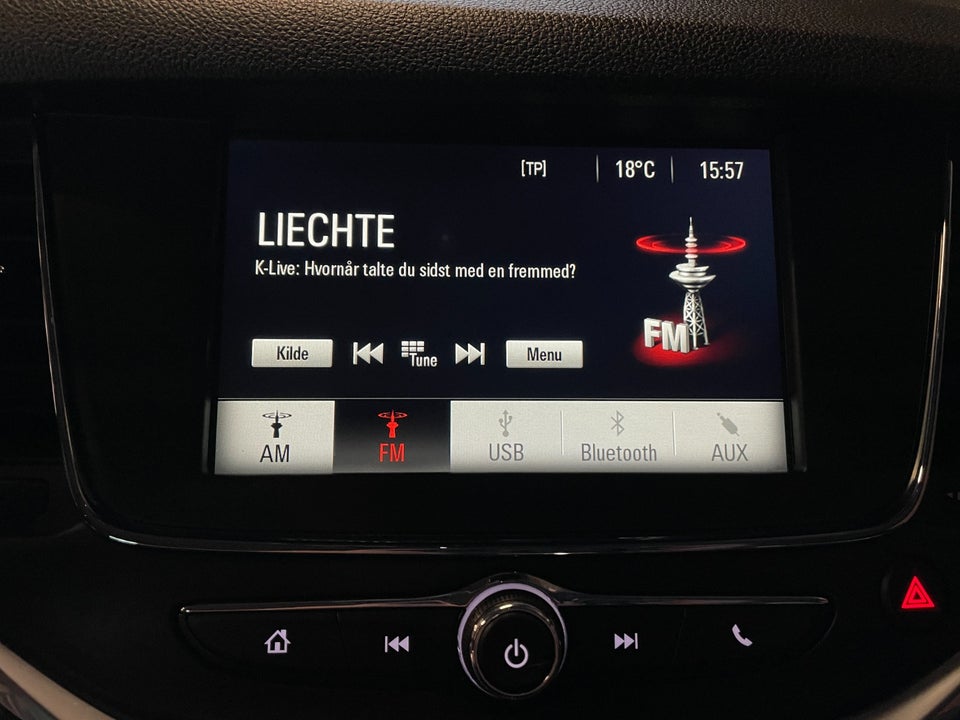 [TP] 18°C 15:57
LIECHTE
K-Live: Hvornår talte du sidst med en fremmed?
FM
Kilde Tune Menu
AM FM USB Bluetooth AUX